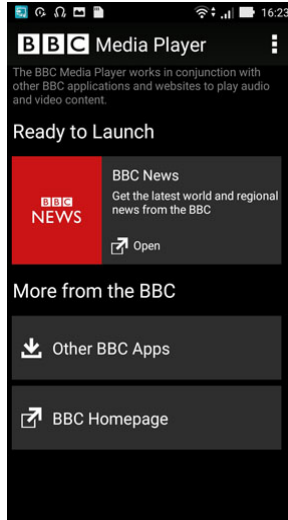 16:23
BBC Media Player
The BBC Media Player works in conjunction with
other BBC applications and websites to play audio
and video content.
Ready to Launch
BBC
NEWS
BBC News
Get the latest world and regional
news from the BBC
Open
More from the BBC
Other BBC Apps
BBC Homepage